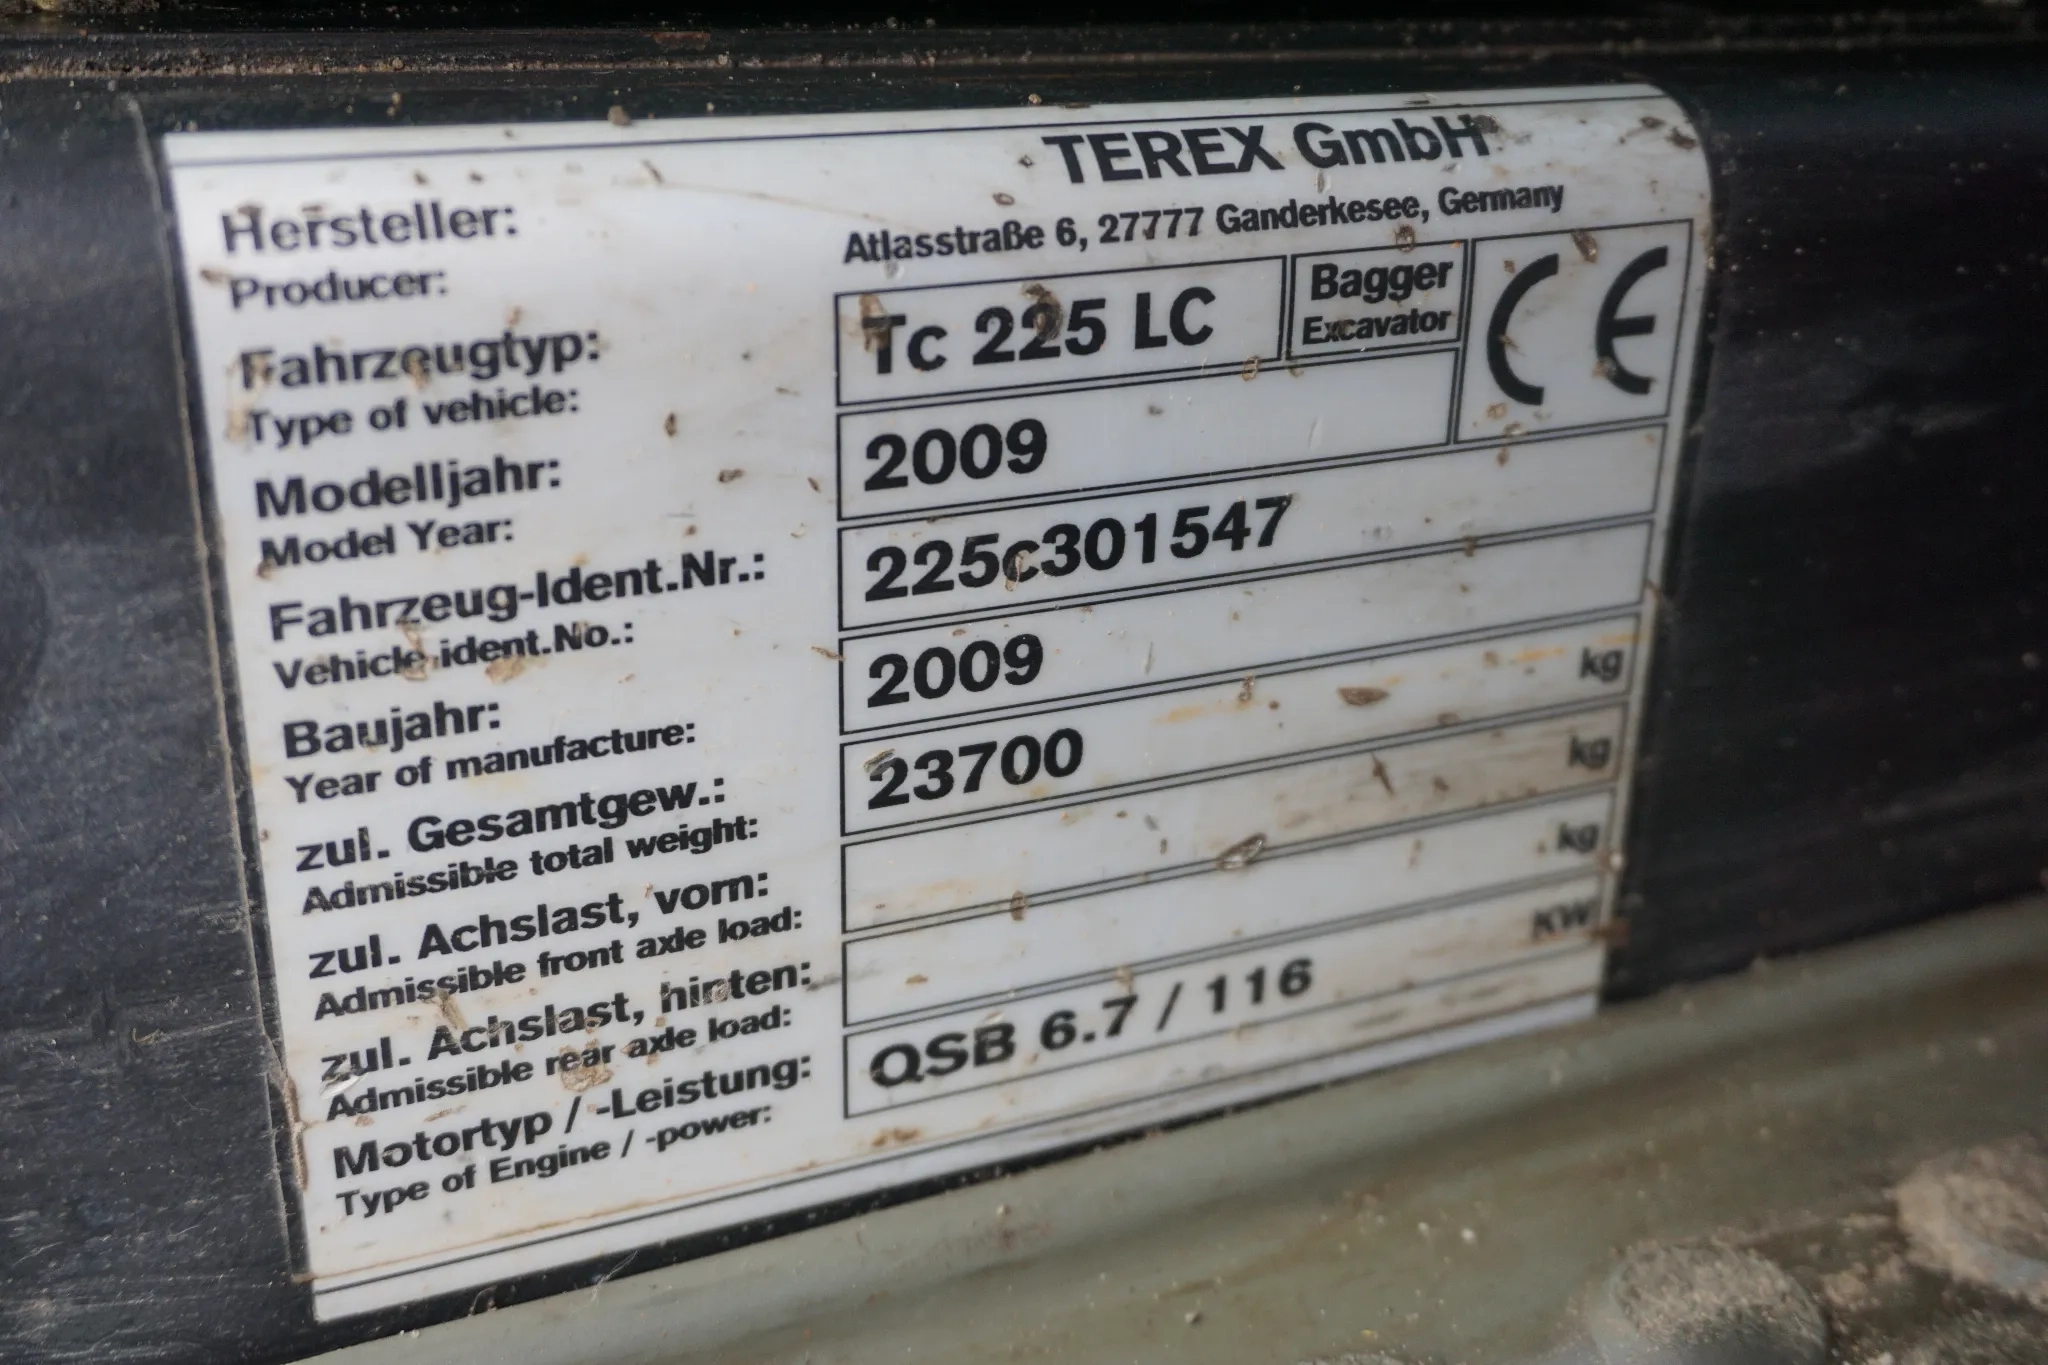 TEREX GmbH
Hersteller:
Producer:
Atlasstraße 6, 27777 Ganderkesee, Germany
Fahrzeugtyp:
Type of vehicle:
Tc 225 LC
Bagger
Excavator
CE
Modelljahr:
Model Year:
2009
Fahrzeug-Ident.Nr.:
Vehicle.ident.No.:
225c301547
Baujahr:
Year of manufacture:
2009
zul. Gesamtgew.:
Admissible total weight:
23700 kg
zul. Achslast, vorn:
Admissible front axle load:
kg
zul. Achslast, hinten:
Admissible rear axle load:
kg
Motortyp / -Leistung:
Type of Engine / -power:
QSB 6.7 / 116 KW